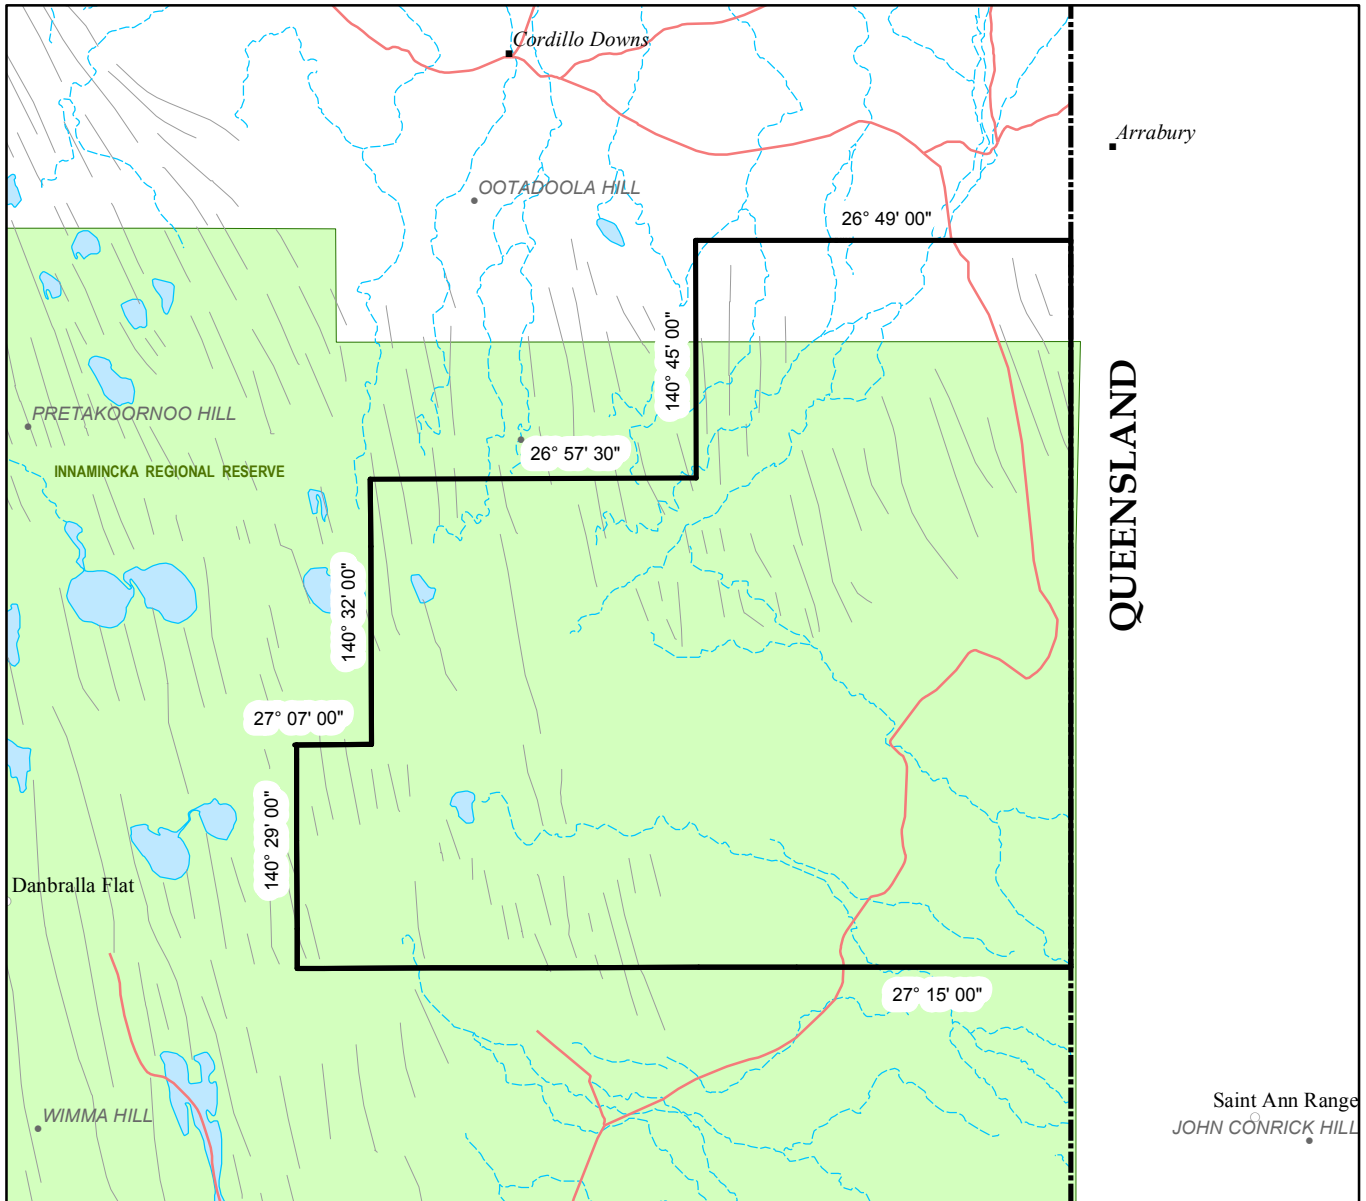 Cordillo Downs
Arrabury
OOTADOOLA HILL
26° 49' 00"
140° 45' 00"
QUEENSLAND
PRETAKOORNOO HILL
26° 57' 30"
INNAMINCKA REGIONAL RESERVE
140° 32' 00"
27° 07' 00"
140° 29' 00"
Danbralla Flat
27° 15' 00"
Saint Ann Range
WIMMA HILL
JOHN CONRICK HILL